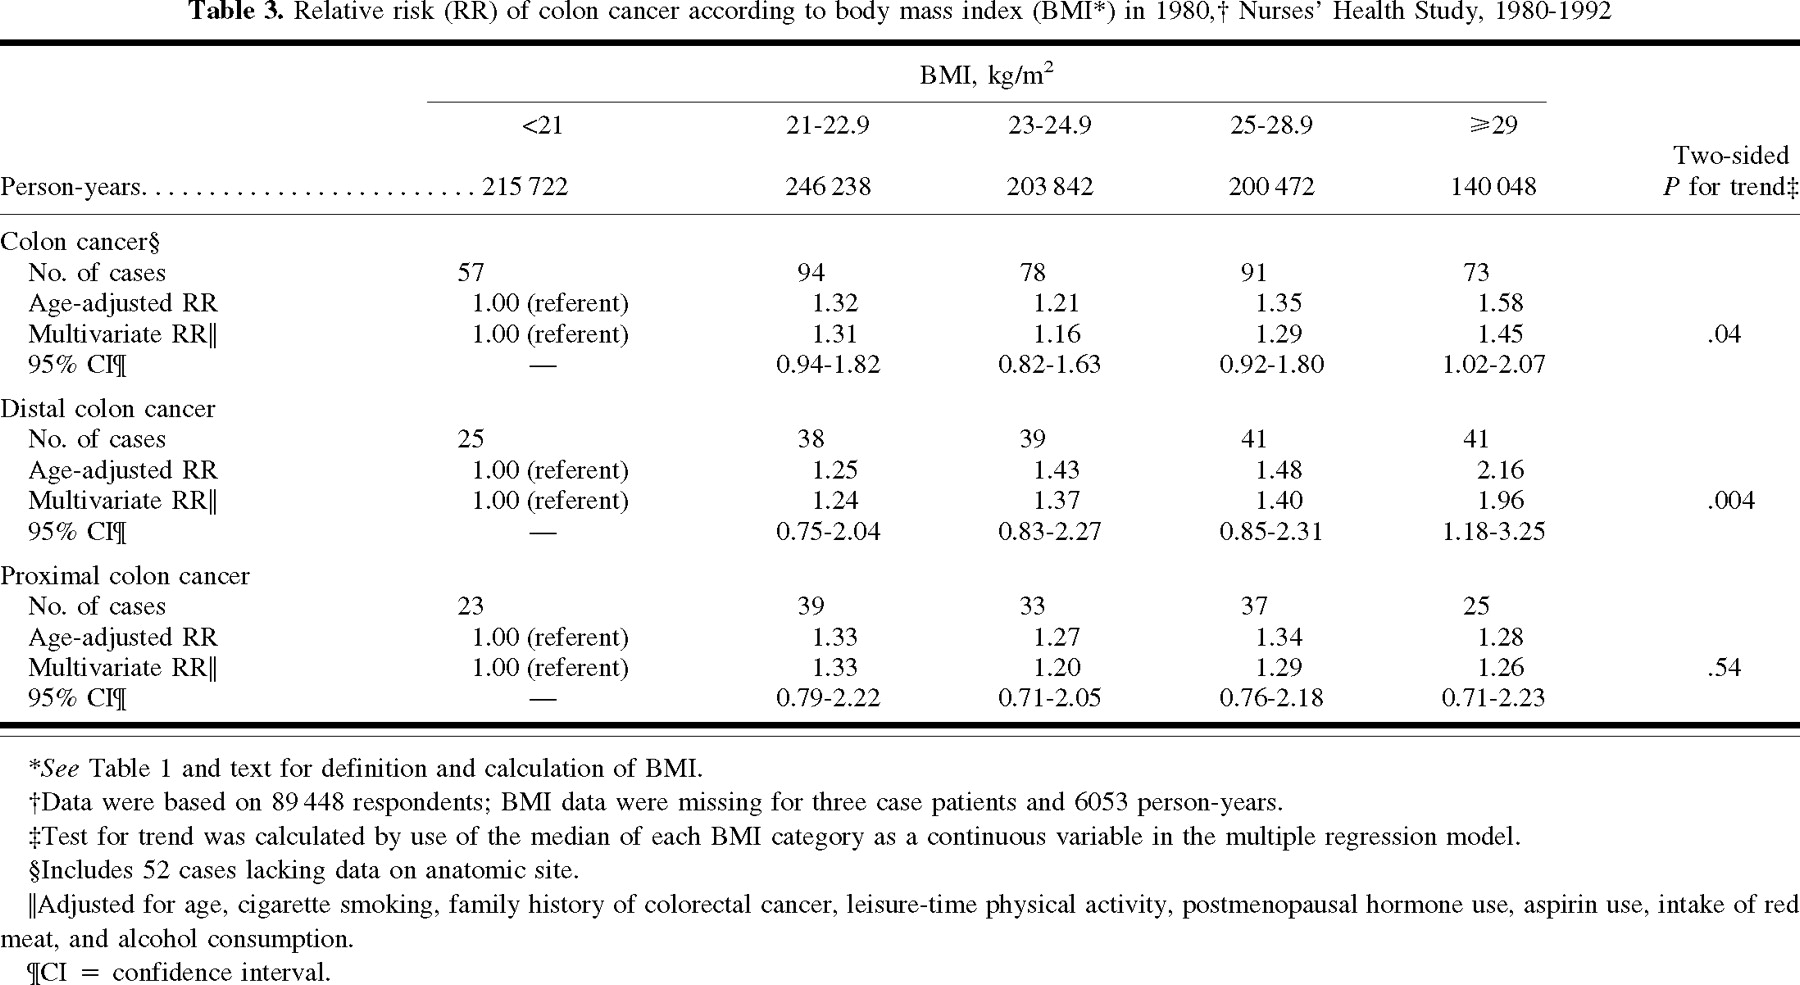 Table 3. Relative risk (RR) of colon cancer according to body mass index (BMI*) in 1980,† Nurses' Health Study, 1980-1992
BMI, kg/m2
<21 21-22.9 23-24.9 25-28.9 ⩾29
Two-sided
Person-years. . . . . . . . . . . . . . . . . . . . . . . . . 215 722 246 238 203 842 200 472 140 048 P for trend‡
Colon cancer§
No. of cases 57 94 78 91 73
Age-adjusted RR 1.00 (referent) 1.32 1.21 1.35 1.58
Multivariate RR‖ 1.00 (referent) 1.31 1.16 1.29 1.45 .04
95% CI¶ — 0.94-1.82 0.82-1.63 0.92-1.80 1.02-2.07
Distal colon cancer
No. of cases 25 38 39 41 41
Age-adjusted RR 1.00 (referent) 1.25 1.43 1.48 2.16
Multivariate RR‖ 1.00 (referent) 1.24 1.37 1.40 1.96 .004
95% CI¶ — 0.75-2.04 0.83-2.27 0.85-2.31 1.18-3.25
Proximal colon cancer
No. of cases 23 39 33 37 25
Age-adjusted RR 1.00 (referent) 1.33 1.27 1.34 1.28
Multivariate RR‖ 1.00 (referent) 1.33 1.20 1.29 1.26 .54
95% CI¶ — 0.79-2.22 0.71-2.05 0.76-2.18 0.71-2.23
*See Table 1 and text for definition and calculation of BMI.
†Data were based on 89 448 respondents; BMI data were missing for three case patients and 6053 person-years.
‡Test for trend was calculated by use of the median of each BMI category as a continuous variable in the multiple regression model.
§Includes 52 cases lacking data on anatomic site.
‖Adjusted for age, cigarette smoking, family history of colorectal cancer, leisure-time physical activity, postmenopausal hormone use, aspirin use, intake of red
meat, and alcohol consumption.
¶CI = confidence interval.